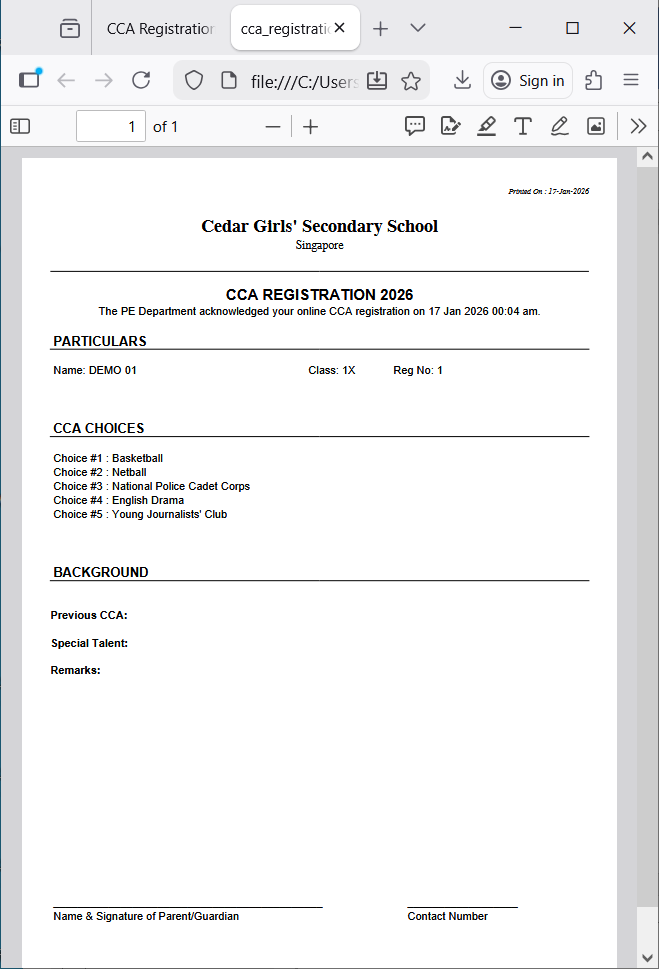 CCA Registration
cca_registrati
file:///C:/Users
Sign in
1 of 1
T
Printed On : 17-Jan-2026
Cedar Girls' Secondary School
Singapore
CCA REGISTRATION 2026
The PE Department acknowledged your online CCA registration on 17 Jan 2026 00:04 am.
PARTICULARS
Name: DEMO 01 Class: 1X Reg No: 1
CCA CHOICES
Choice #1 : Basketball
Choice #2 : Netball
Choice #3 : National Police Cadet Corps
Choice #4 : English Drama
Choice #5 : Young Journalists' Club
BACKGROUND
Previous CCA:
Special Talent:
Remarks:
Name & Signature of Parent/Guardian Contact Number